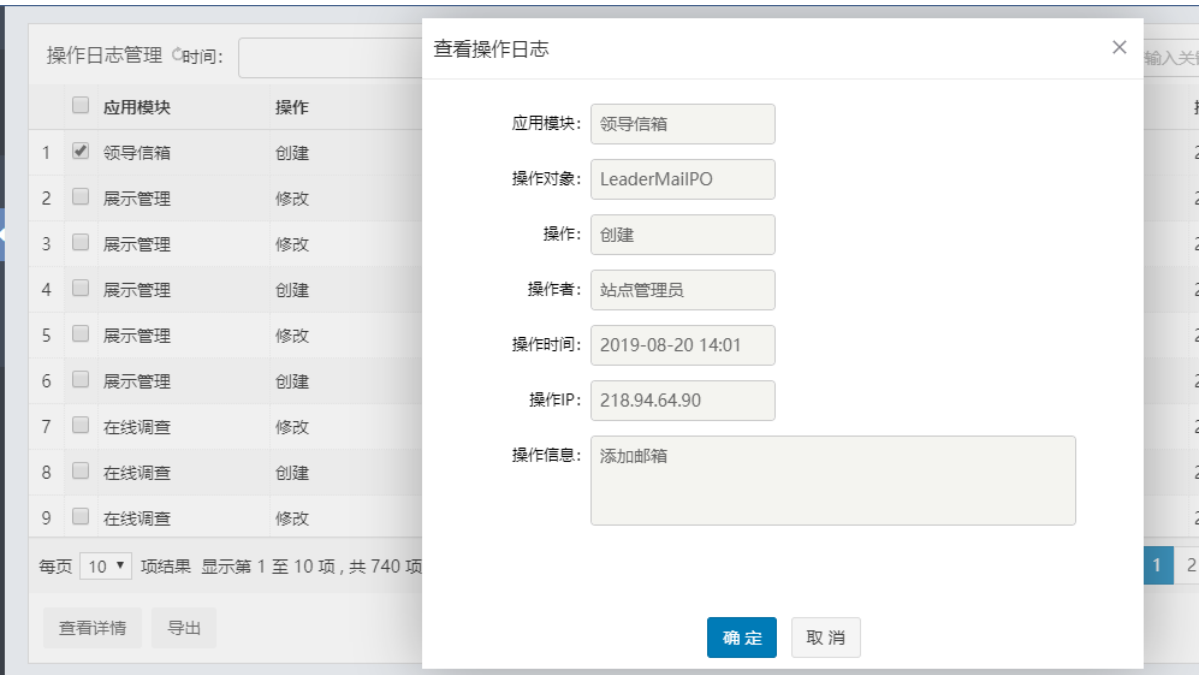 操作日志管理 时间:
输入关
应用模块 操作
1 领导信箱 创建
2 展示管理 修改
3 展示管理 修改
4 展示管理 创建
5 展示管理 修改
6 展示管理 创建
7 在线调查 修改
8 在线调查 创建
9 在线调查 修改
每页 10 项结果 显示第 1 至 10 项 , 共 740 项
1 2
查看详情 导出
查看操作日志 ×
应用模块: 领导信箱
操作对象: LeaderMailPO
操作: 创建
操作者: 站点管理员
操作时间: 2019-08-20 14:01
操作IP: 218.94.64.90
操作信息: 添加邮箱
确 定 取 消